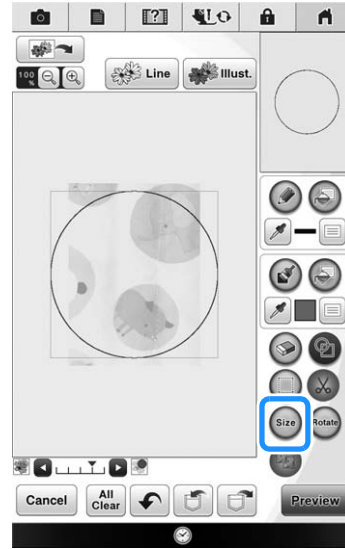 ?
100
%
Line
Illust.
Size
Rotate
Cancel
All
Clear
Preview